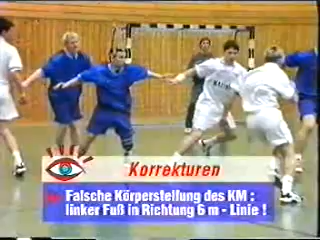 Korrekturen
Falsche Körperstellung des KM :
linker Fuß in Richtung 6 m - Linie !